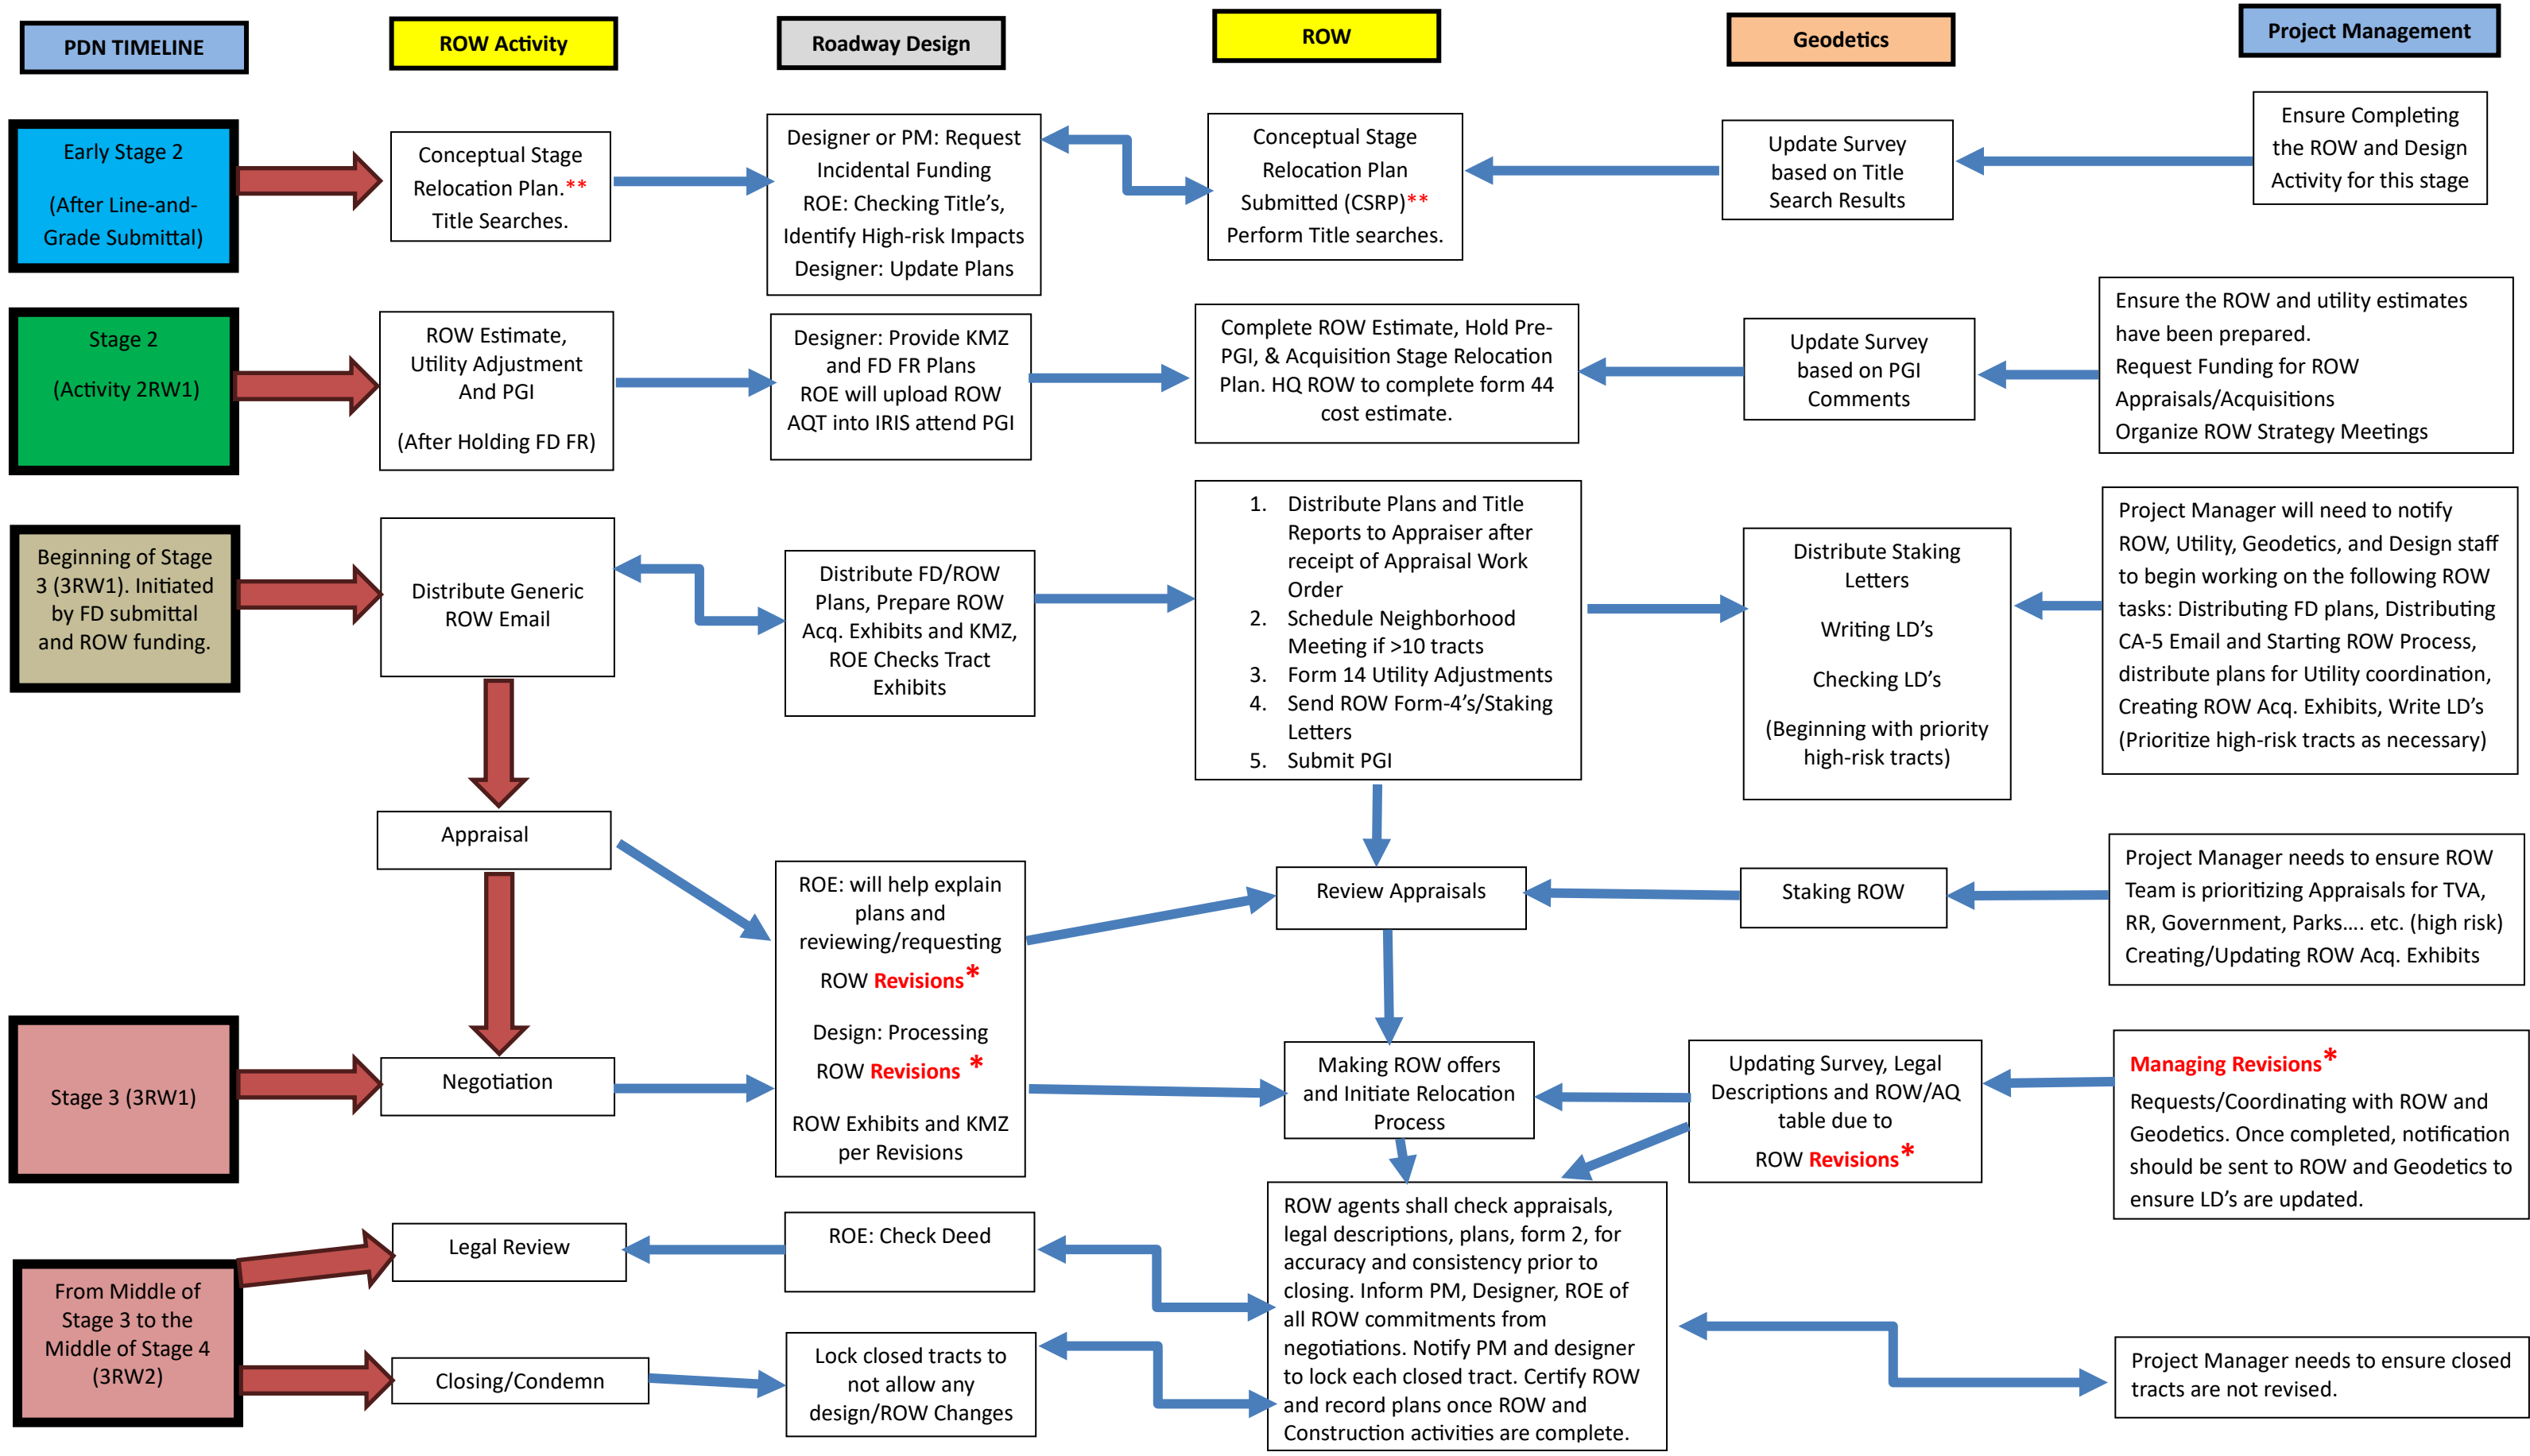 PDN TIMELINE
ROW Activity
Roadway Design
ROW
Geodetics
Project Management
Early Stage 2
(After Line-and-
Grade Submittal)
Conceptual Stage
Relocation Plan.**
Title Searches.
Designer or PM: Request
Incidental Funding
ROE: Checking Title's,
Identify High-risk Impacts
Designer: Update Plans
Conceptual Stage
Relocation Plan
Submitted (CSRP)**
Perform Title searches.
Update Survey
based on Title
Search Results
Ensure Completing
the ROW and Design
Activity for this stage
Stage 2
(Activity 2RW1)
ROW Estimate,
Utility Adjustment
And PGI
(After Holding FD FR)
Designer: Provide KMZ
and FD FR Plans
ROE will upload ROW
AQT into IRIS attend PGI
Complete ROW Estimate, Hold Pre-
PGI, & Acquisition Stage Relocation
Plan. HQ ROW to complete form 44
cost estimate.
Update Survey
based on PGI
Comments
Ensure the ROW and utility estimates
have been prepared.
Request Funding for ROW
Appraisals/Acquisitions
Organize ROW Strategy Meetings
Beginning of Stage
3 (3RW1). Initiated
by FD submittal
and ROW funding.
Distribute Generic
ROW Email
Distribute FD/ROW
Plans, Prepare ROW
Acq. Exhibits and KMZ,
ROE Checks Tract
Exhibits
1. Distribute Plans and Title
Reports to Appraiser after
receipt of Appraisal Work
Order
2. Schedule Neighborhood
Meeting if >10 tracts
3. Form 14 Utility Adjustments
4. Send ROW Form-4's/Staking
Letters
5. Submit PGI
Distribute Staking
Letters
Writing LD's
Checking LD's
(Beginning with priority
high-risk tracts)
Project Manager will need to notify
ROW, Utility, Geodetics, and Design staff
to begin working on the following ROW
tasks: Distributing FD plans, Distributing
CA-5 Email and Starting ROW Process,
distribute plans for Utility coordination,
Creating ROW Acq. Exhibits, Write LD's
(Prioritize high-risk tracts as necessary)
Appraisal
ROE: will help explain
plans and
reviewing/requesting
ROW Revisions*
Design: Processing
ROW Revisions *
ROW Exhibits and KMZ
per Revisions
Review Appraisals
Staking ROW
Project Manager needs to ensure ROW
Team is prioritizing Appraisals for TVA,
RR, Government, Parks.... etc. (high risk)
Creating/Updating ROW Acq. Exhibits
Stage 3 (3RW1)
Negotiation
Making ROW offers
and Initiate Relocation
Process
Updating Survey, Legal
Descriptions and ROW/AQ
table due to
ROW Revisions*
Managing Revisions*
Requests/Coordinating with ROW and
Geodetics. Once completed, notification
should be sent to ROW and Geodetics to
ensure LD's are updated.
From Middle of
Stage 3 to the
Middle of Stage 4
(3RW2)
Legal Review
ROE: Check Deed
Closing/Condemn
Lock closed tracts to
not allow any
design/ROW Changes
ROW agents shall check appraisals,
legal descriptions, plans, form 2, for
accuracy and consistency prior to
closing. Inform PM, Designer, ROE of
all ROW commitments from
negotiations. Notify PM and designer
to lock each closed tract. Certify ROW
and record plans once ROW and
Construction activities are complete.
Project Manager needs to ensure closed
tracts are not revised.